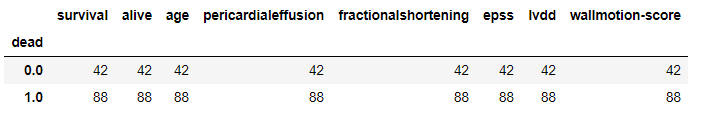 survival alive age pericardialeffusion fractionalshortening epss lvdd wallmotion-score
dead
0.0 42 42 42 42 42 42 42 42
1.0 88 88 88 88 88 88 88 88